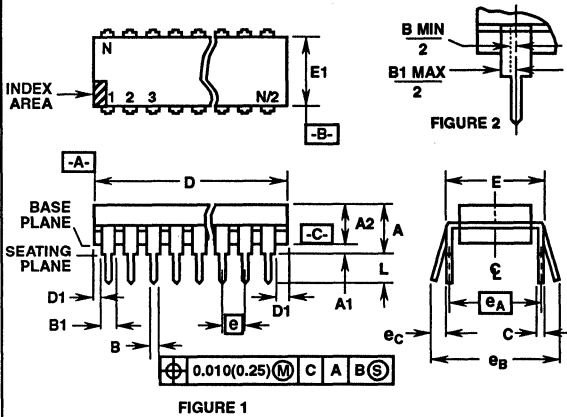 N
INDEX
AREA
1 2 3 N/2
E1
-B-
B MIN
2
B1 MAX
2
FIGURE 2
-A-
D
E
BASE
PLANE
-C-
A2
A
SEATING
PLANE
L
C̲L
D1
B1
B
e
D1
A1
eA
eC
C
eB
0.010(0.25) M C A B S
FIGURE 1